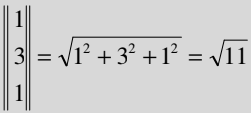 ‖1 3 1‖ = √(1² + 3² + 1²) = √11